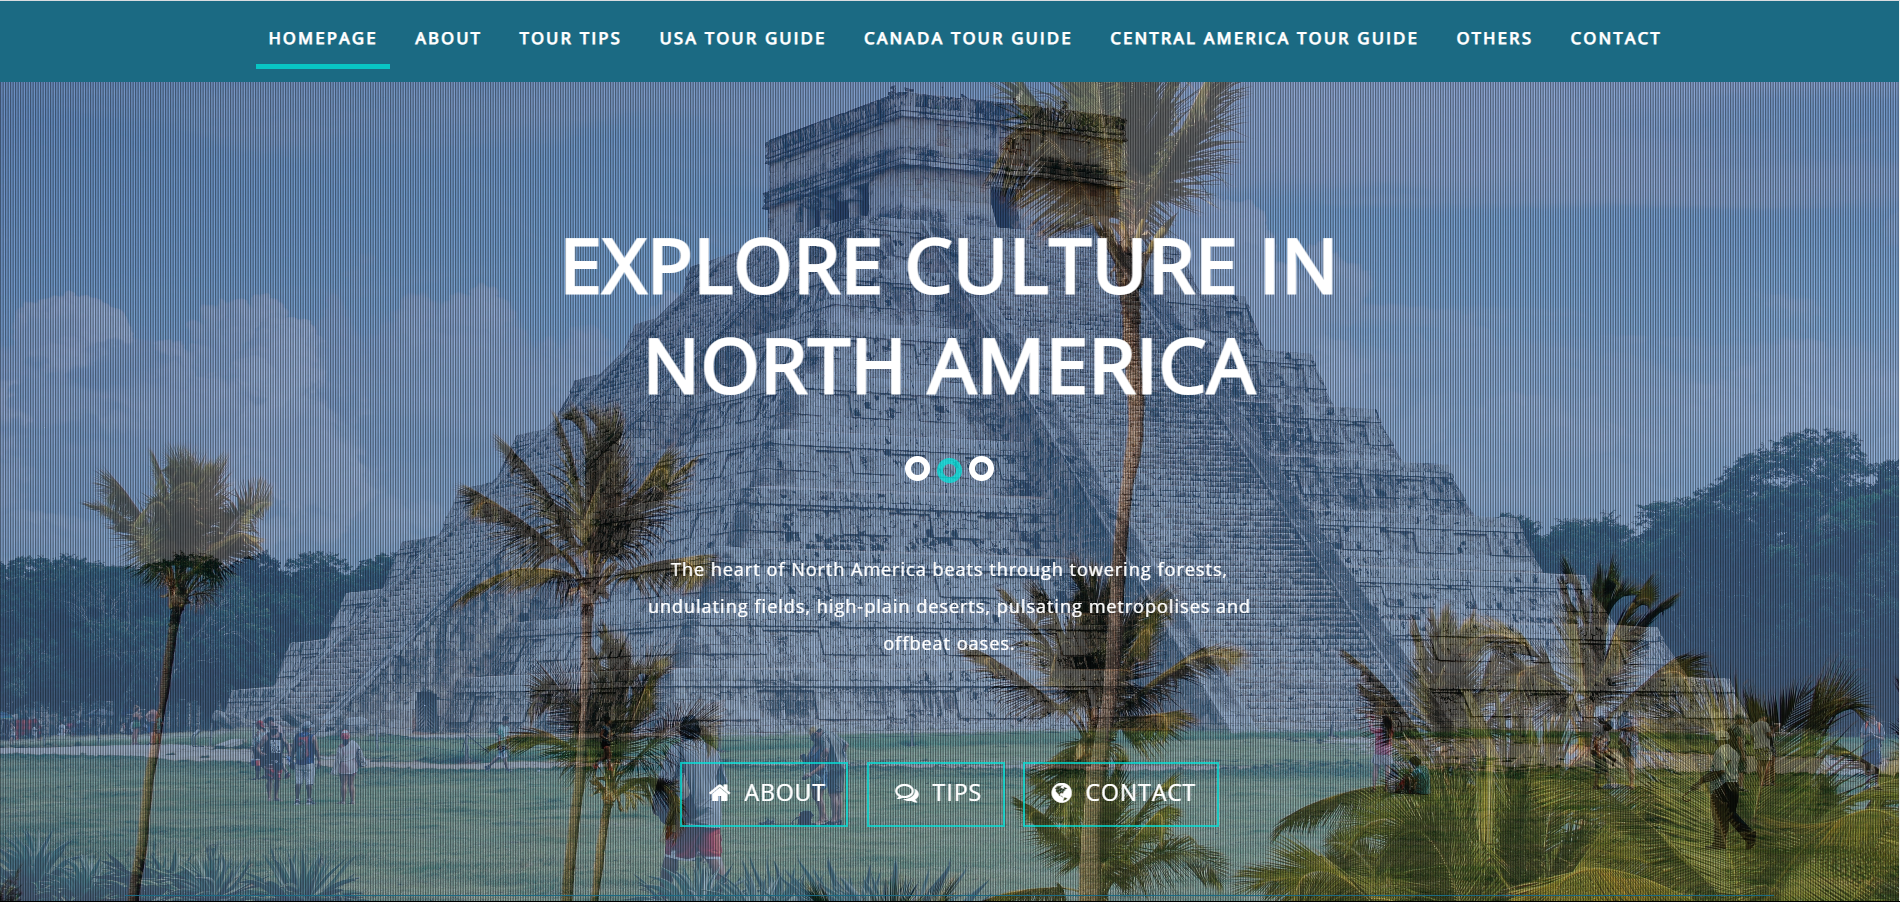 HOMEPAGE ABOUT TOUR TIPS USA TOUR GUIDE CANADA TOUR GUIDE CENTRAL AMERICA TOUR GUIDE OTHERS CONTACT
EXPLORE CULTURE IN
NORTH AMERICA
The heart of North America beats through towering forests,
undulating fields, high-plain deserts, pulsating metropolises and
offbeat oases.
ABOUT TIPS CONTACT